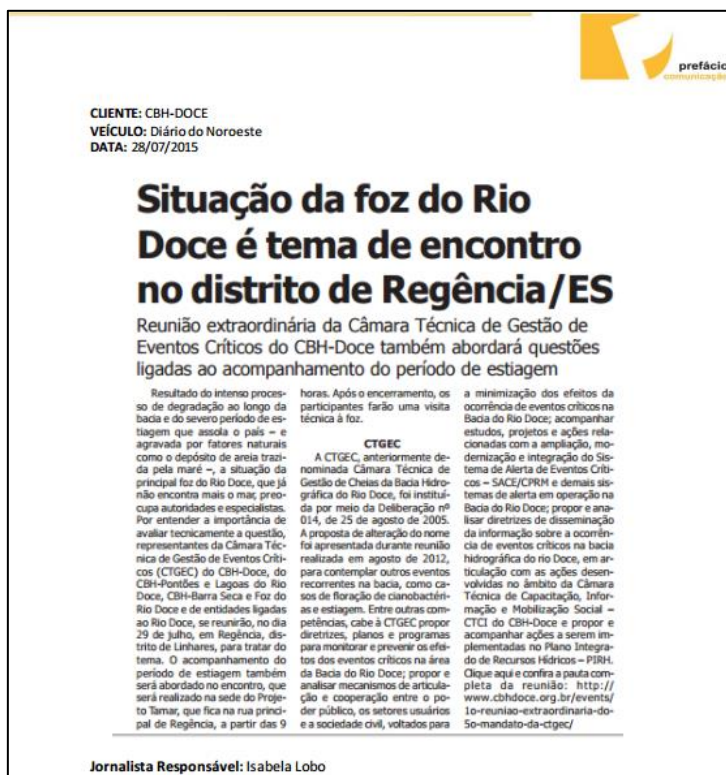 prefácio
comunicação
CLIENTE: CBH-DOCE
VEÍCULO: Diário do Noroeste
DATA: 28/07/2015
Situação da foz do Rio
Doce é tema de encontro
no distrito de Regência/ES
Reunião extraordinária da Câmara Técnica de Gestão de
Eventos Críticos do CBH-Doce também abordará questões
ligadas ao acompanhamento do período de estiagem
Resultado do intenso proces-
so de degradação ao longo da
bacia e do severo período de es-
tiagem que assola o país – e
agravada por fatores naturais
como o depósito de areia trazi-
da pela maré –, a situação da
principal foz do Rio Doce, que já
não encontra mais o mar, preo-
cupa autoridades e especialistas.
Por entender a importância de
avaliar tecnicamente a questão,
representantes da Câmara Téc-
nica de Gestão de Eventos Críti-
cos (CTGEC) do CBH-Doce, do
CBH-Pontões e Lagoas do Rio
Doce, CBH-Barra Seca e Foz do
Rio Doce e de entidades ligadas
ao Rio Doce, se reunirão, no dia
29 de julho, em Regência, dis-
trito de Linhares, para tratar do
tema. O acompanhamento do
período de estiagem também
será abordado no encontro, que
será realizado na sede do Proje-
to Tamar, que fica na rua princi-
pal de Regência, a partir das 9
horas. Após o encerramento, os
participantes farão uma visita
técnica à foz.
CTGEC
A CTGEC, anteriormente de-
nominada Câmara Técnica de
Gestão de Cheias da Bacia Hidro-
gráfica do Rio Doce, foi instituí-
da por meio da Deliberação nº
014, de 25 de agosto de 2005.
A proposta de alteração do nome
foi apresentada durante reunião
realizada em agosto de 2012,
para contemplar outros eventos
recorrentes na bacia, como ca-
sos de floração de cianobactéri-
as e estiagem. Entre outras com-
petências, cabe à CTGEC propor
diretrizes, planos e programas
para monitorar e prevenir os efei-
tos dos eventos críticos na área
da Bacia do Rio Doce; propor e
analisar mecanismos de articula-
ção e cooperação entre o po-
der público, os setores usuários
e a sociedade civil, voltados para
a minimização dos efeitos da
ocorrência de eventos críticos na
Bacia do Rio Doce; acompanhar
estudos, projetos e ações rela-
cionadas com a ampliação, mo-
dernização e integração do Sis-
tema de Alerta de Eventos Críti-
cos – SACE/CPRM e demais sis-
temas de alerta em operação na
Bacia do Rio Doce; propor e ana-
lisar diretrizes de disseminação
da informação sobre a ocorrên-
cia de eventos críticos na bacia
hidrográfica do rio Doce, em ar-
ticulação com as ações desen-
volvidas no âmbito da Câmara
Técnica de Capacitação, Infor-
mação e Mobilização Social –
CTCI do CBH-Doce e propor e
acompanhar ações a serem im-
plementadas no Plano Integra-
do de Recursos Hídricos – PIRH.
Clique aqui e confira a pauta com-
pleta da reunião: http://
www.cbhdoce.org.br/events/
1o-reuniao-extraordinaria-do-
5o-mandato-da-ctgec/
Jornalista Responsável: Isabela Lobo